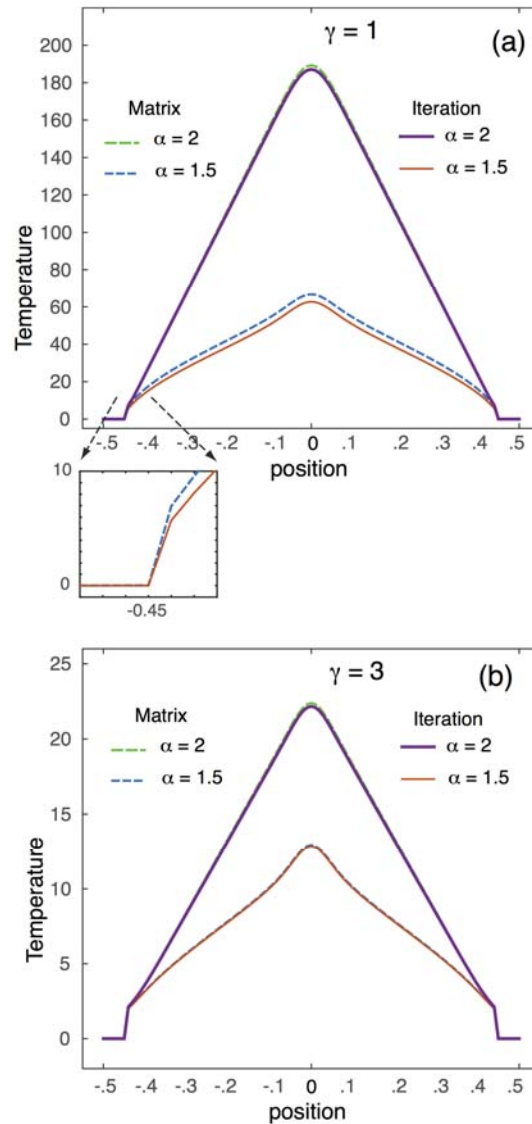 γ = 1
(a)
200
180
160
140
120
100
80
60
40
20
0
Temperature
Matrix
α = 2
α = 1.5
Iteration
α = 2
α = 1.5
-.5 -.4 -.3 -.2 -.1 0 .1 .2 .3 .4 .5
position
10
0
-0.45
γ = 3
(b)
25
20
15
10
5
0
Temperature
Matrix
α = 2
α = 1.5
Iteration
α = 2
α = 1.5
-.5 -.4 -.3 -.2 -.1 0 .1 .2 .3 .4 .5
position